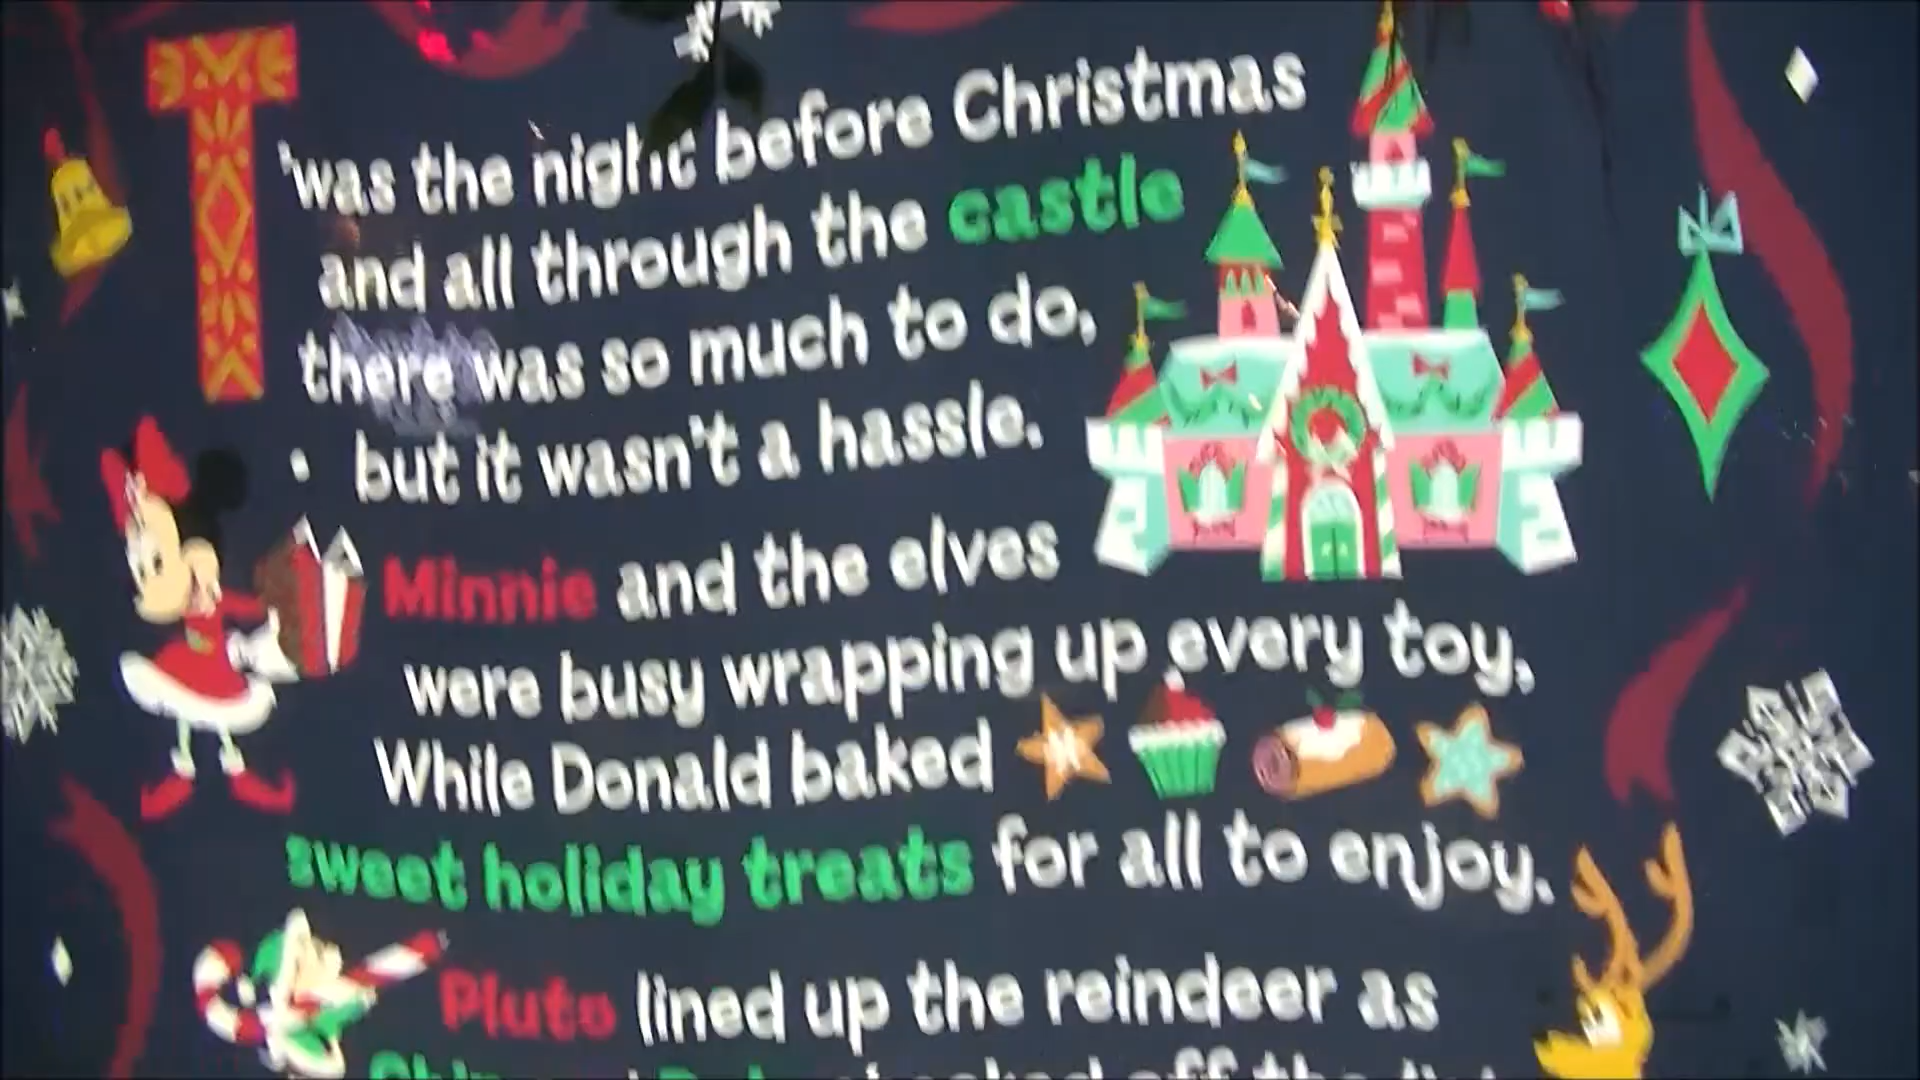 'Twas the night before Christmas
and all through the castle
there was so much to do,
but it wasn't a hassle.
Minnie and the elves
were busy wrapping up every toy,
While Donald baked
sweet holiday treats for all to enjoy.
Pluto lined up the reindeer as
off the